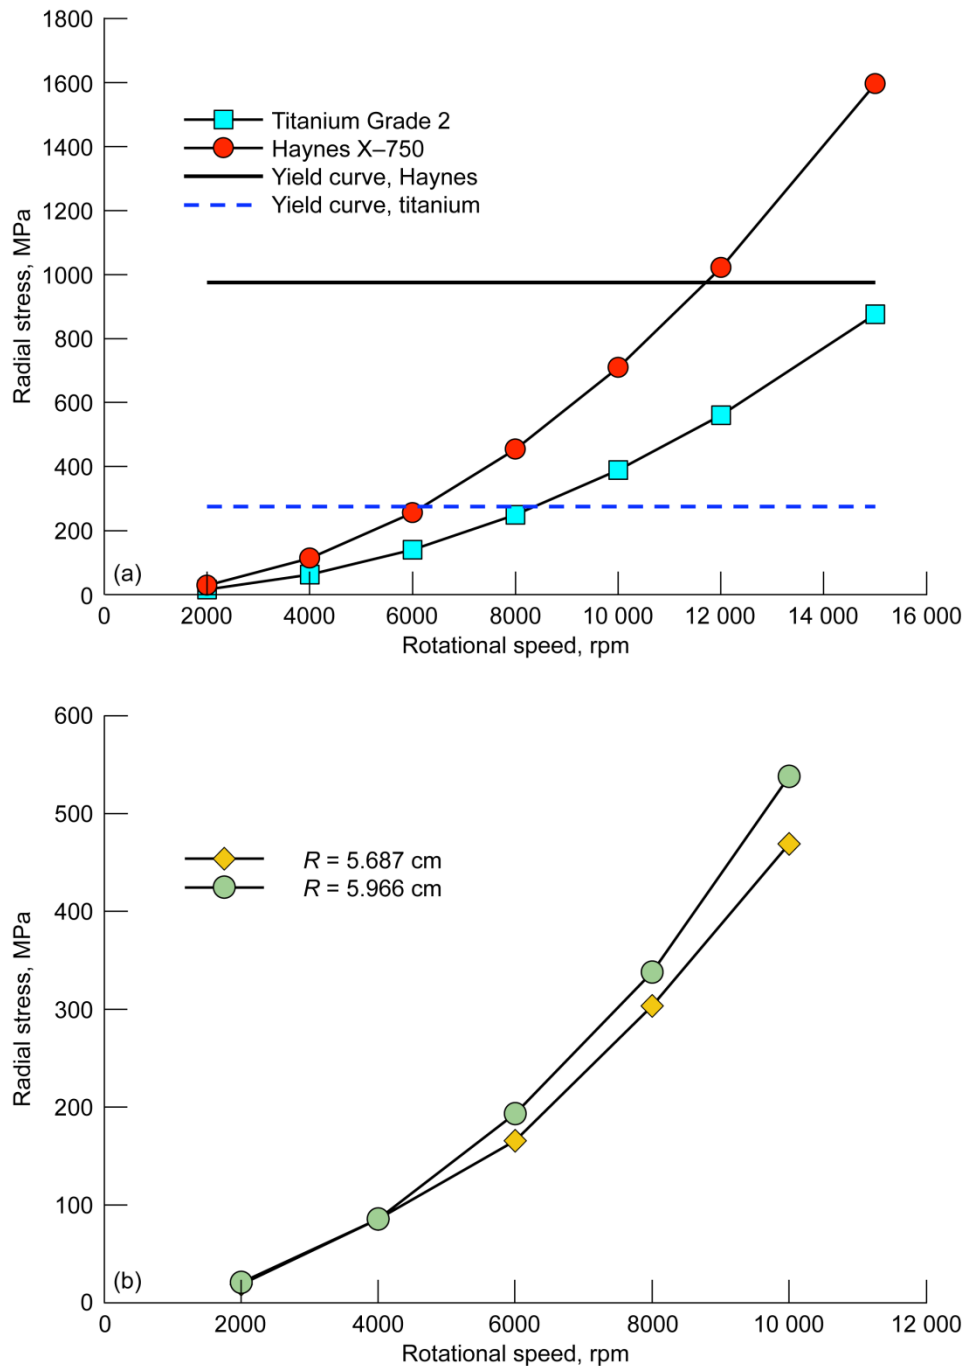 1800
1600
1400
1200
1000
800
600
400
200
0
Radial stress, MPa
Titanium Grade 2
Haynes X–750
Yield curve, Haynes
Yield curve, titanium
(a)
0 2000 4000 6000 8000 10 000 12 000 14 000 16 000
Rotational speed, rpm
600
500
400
300
200
100
0
Radial stress, MPa
R = 5.687 cm
R = 5.966 cm
(b)
0 2000 4000 6000 8000 10 000 12 000
Rotational speed, rpm